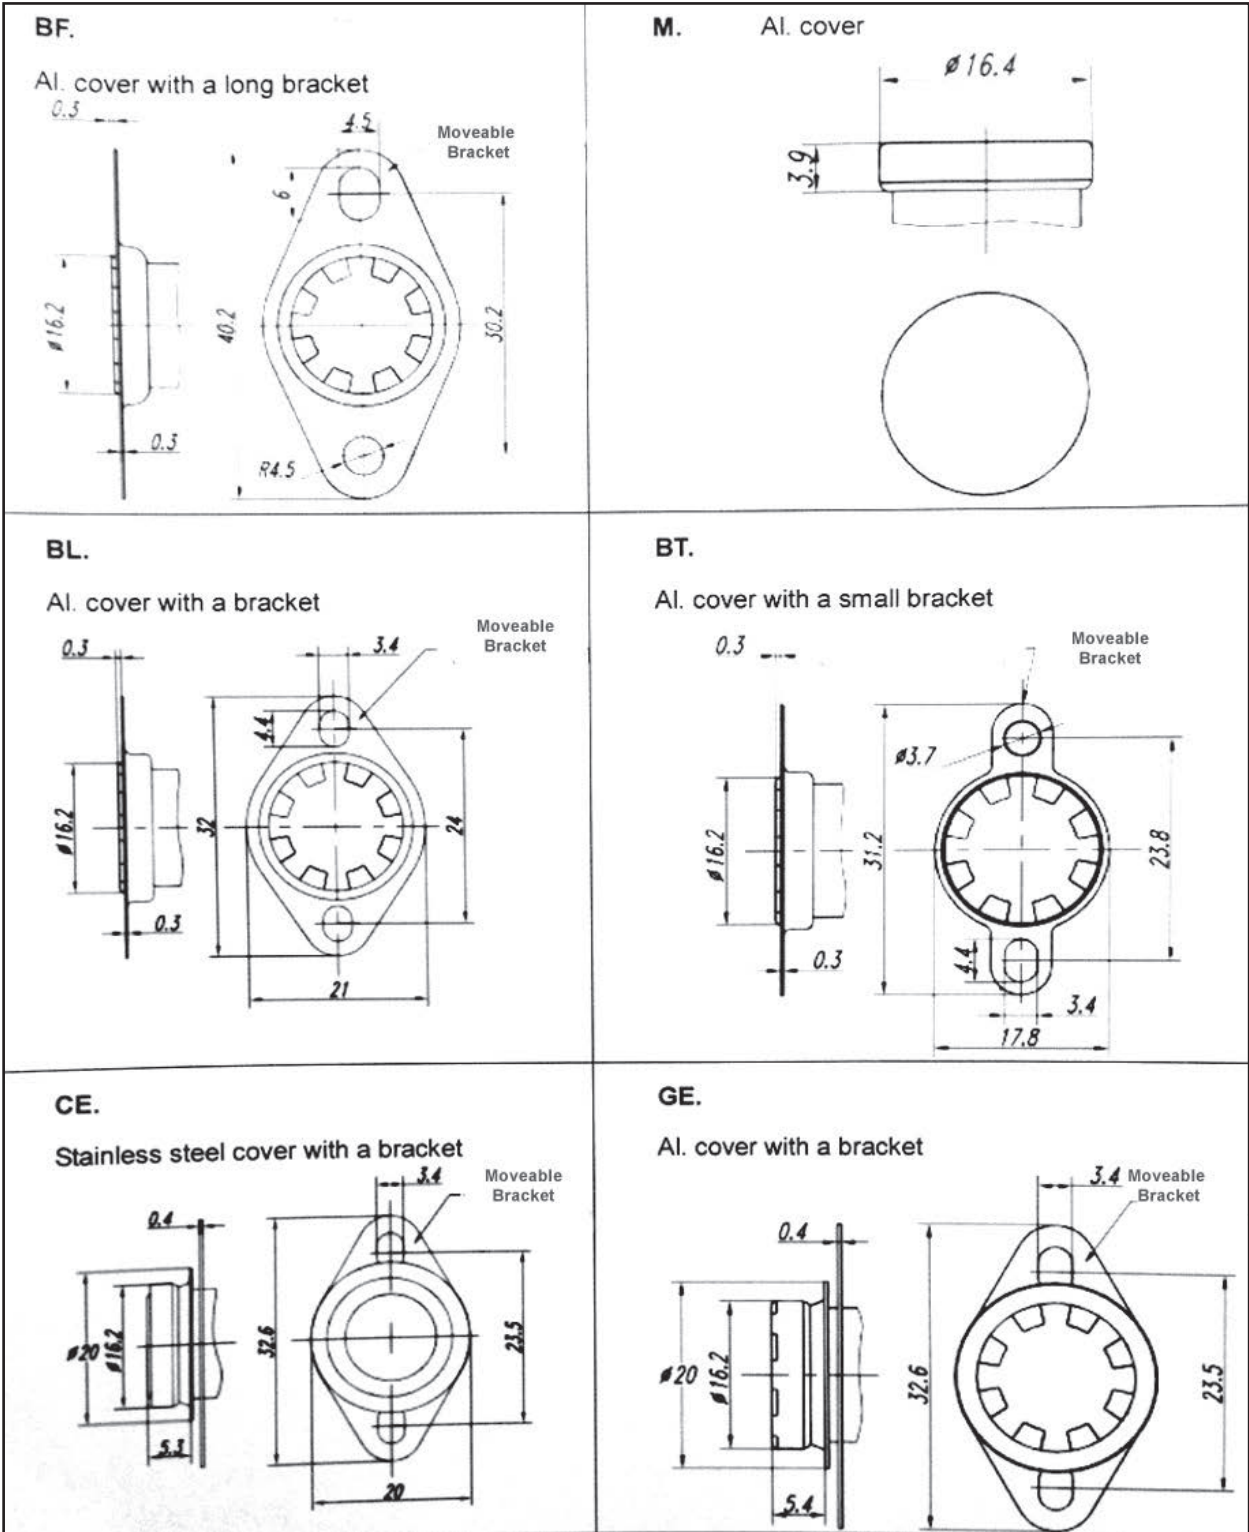 BF.
Al. cover with a long bracket
0.3
4.5
Moveable
Bracket
6
ø16.2
40.2
30.2
0.3
R4.5
M. Al. cover
ø16.4
3.9
BL.
Al. cover with a bracket
0.3
3.4
Moveable
Bracket
4.4
ø16.2
32
24
0.3
21
BT.
Al. cover with a small bracket
0.3
Moveable
Bracket
ø3.7
ø16.2
31.2
23.8
0.3
4.4
3.4
17.8
CE.
Stainless steel cover with a bracket
3.4
Moveable
Bracket
0.4
ø20
ø16.2
32.6
23.5
5.3
20
GE.
Al. cover with a bracket
3.4 Moveable
Bracket
0.4
ø20
ø16.2
32.6
23.5
5.4